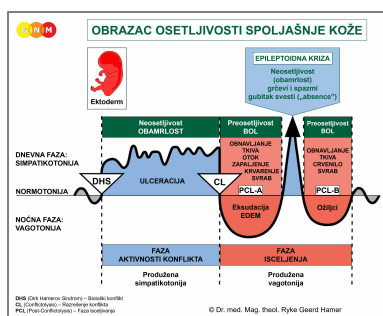 GNM
OBRAZAC OSETLJIVOSTI SPOLJAŠNJE KOŽE
Ektoderm
EPILEPTOIDNA KRIZA
Neosetljivost
(obamrlost)
grčevi i spazmi
gubitak svesti („absence”)
Neosetljivost
OBAMRLOST
Preosetljivost
BOL
Preosetljivost
BOL
DNEVNA FAZA:
SIMPATIKOTONIJA
NORMOTONIJA
NOĆNA FAZA:
VAGOTONIJA
DHS
ULCERACIJA
CL
OBNAVLJANJE
TKIVA
OTOK
ZAPALJENJE
KRVARENJE
SVRAB
PCL-A
Eksudacija
EDEM
OBNAVLJANJE
TKIVA
CRVENILO
SVRAB
PCL-B
Ožiljci
FAZA
AKTIVNOSTI KONFLIKTA
FAZA
ISCELJENJA
Produžena
simpatikotonija
Produžena
vagotonija
DHS (Dirk Hamerov Sindrom) – Biološki konflikt
CL (Conflictolysis) – Razrešenje konflikta
PCL (Post-Conflictolysis) – Faza isceljivanja
© Dr. med. Mag. theol. Ryke Geerd Hamer